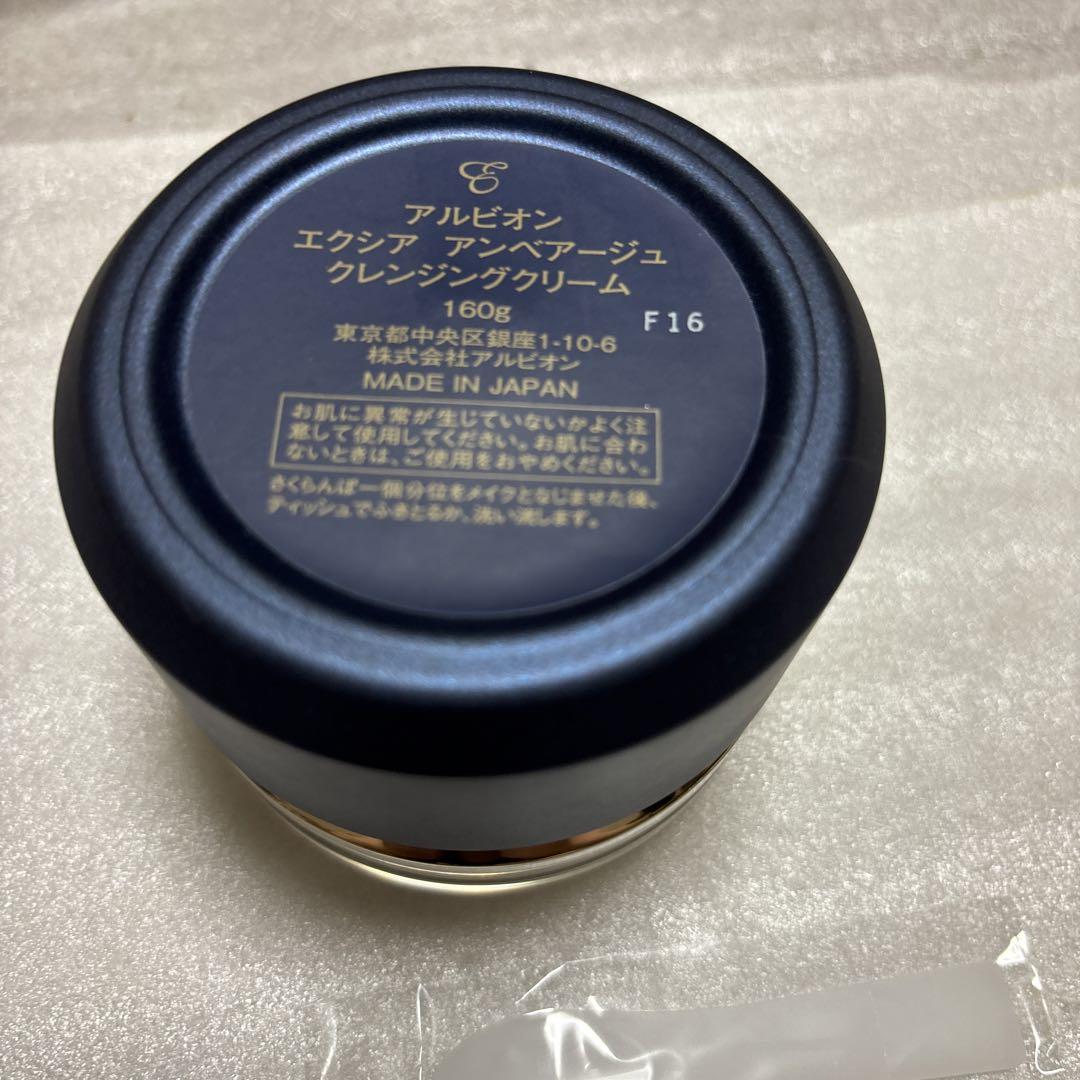 E
アルビオン
エクシア アンベアージュ
クレンジングクリーム
160g
F16
東京都中央区銀座1-10-6
株式会社アルビオン
MADE IN JAPAN
お肌に異常が生じていないかよく注
意して使用してください。お肌に合わ
ないときは、ご使用をおやめください。
さくらんぼ一個分位をメイクとなじませた後、
ティッシュでふきとるか、洗い流します。